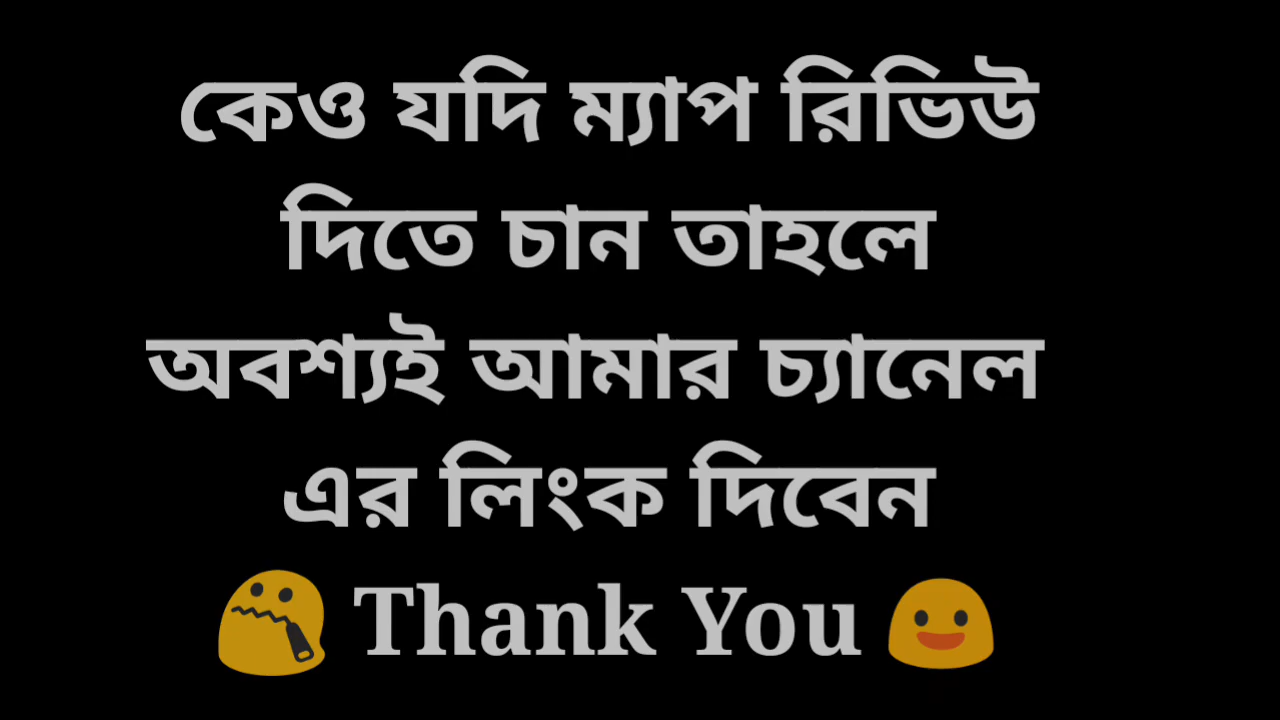 কেও যদি ম্যাপ রিভিউ
দিতে চান তাহলে
অবশ্যই আমার চ্যানেল
এর লিংক দিবেন
🤐 Thank You 😃